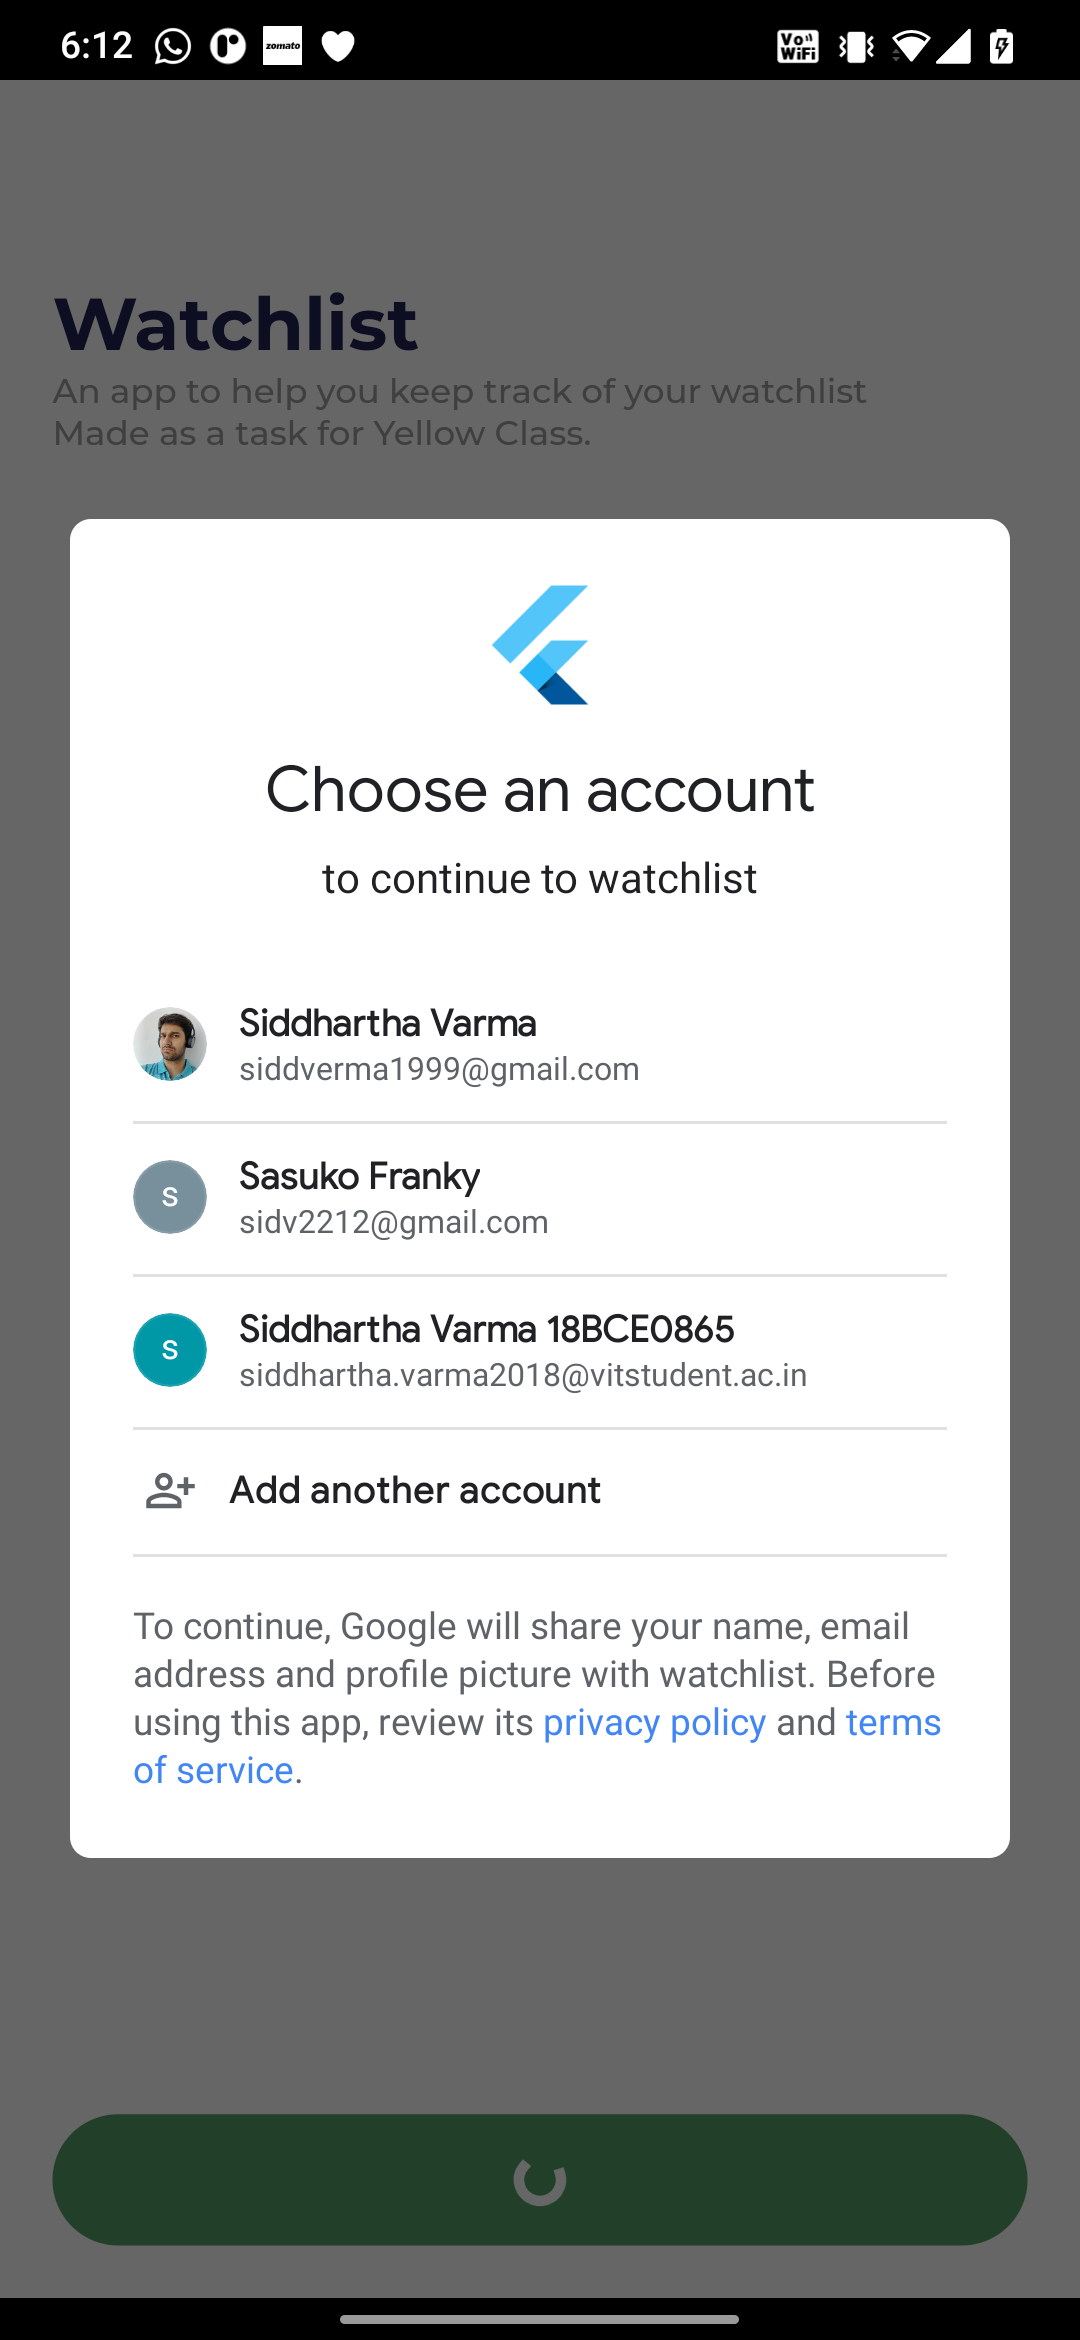 6:12 zomato Vo WiFi
Watchlist
An app to help you keep track of your watchlist
Made as a task for Yellow Class.
Choose an account
to continue to watchlist
Siddhartha Varma
siddverma1999@gmail.com
S
Sasuko Franky
sidv2212@gmail.com
S
Siddhartha Varma 18BCE0865
siddhartha.varma2018@vitstudent.ac.in
Add another account
To continue, Google will share your name, email
address and profile picture with watchlist. Before
using this app, review its privacy policy and terms
of service.